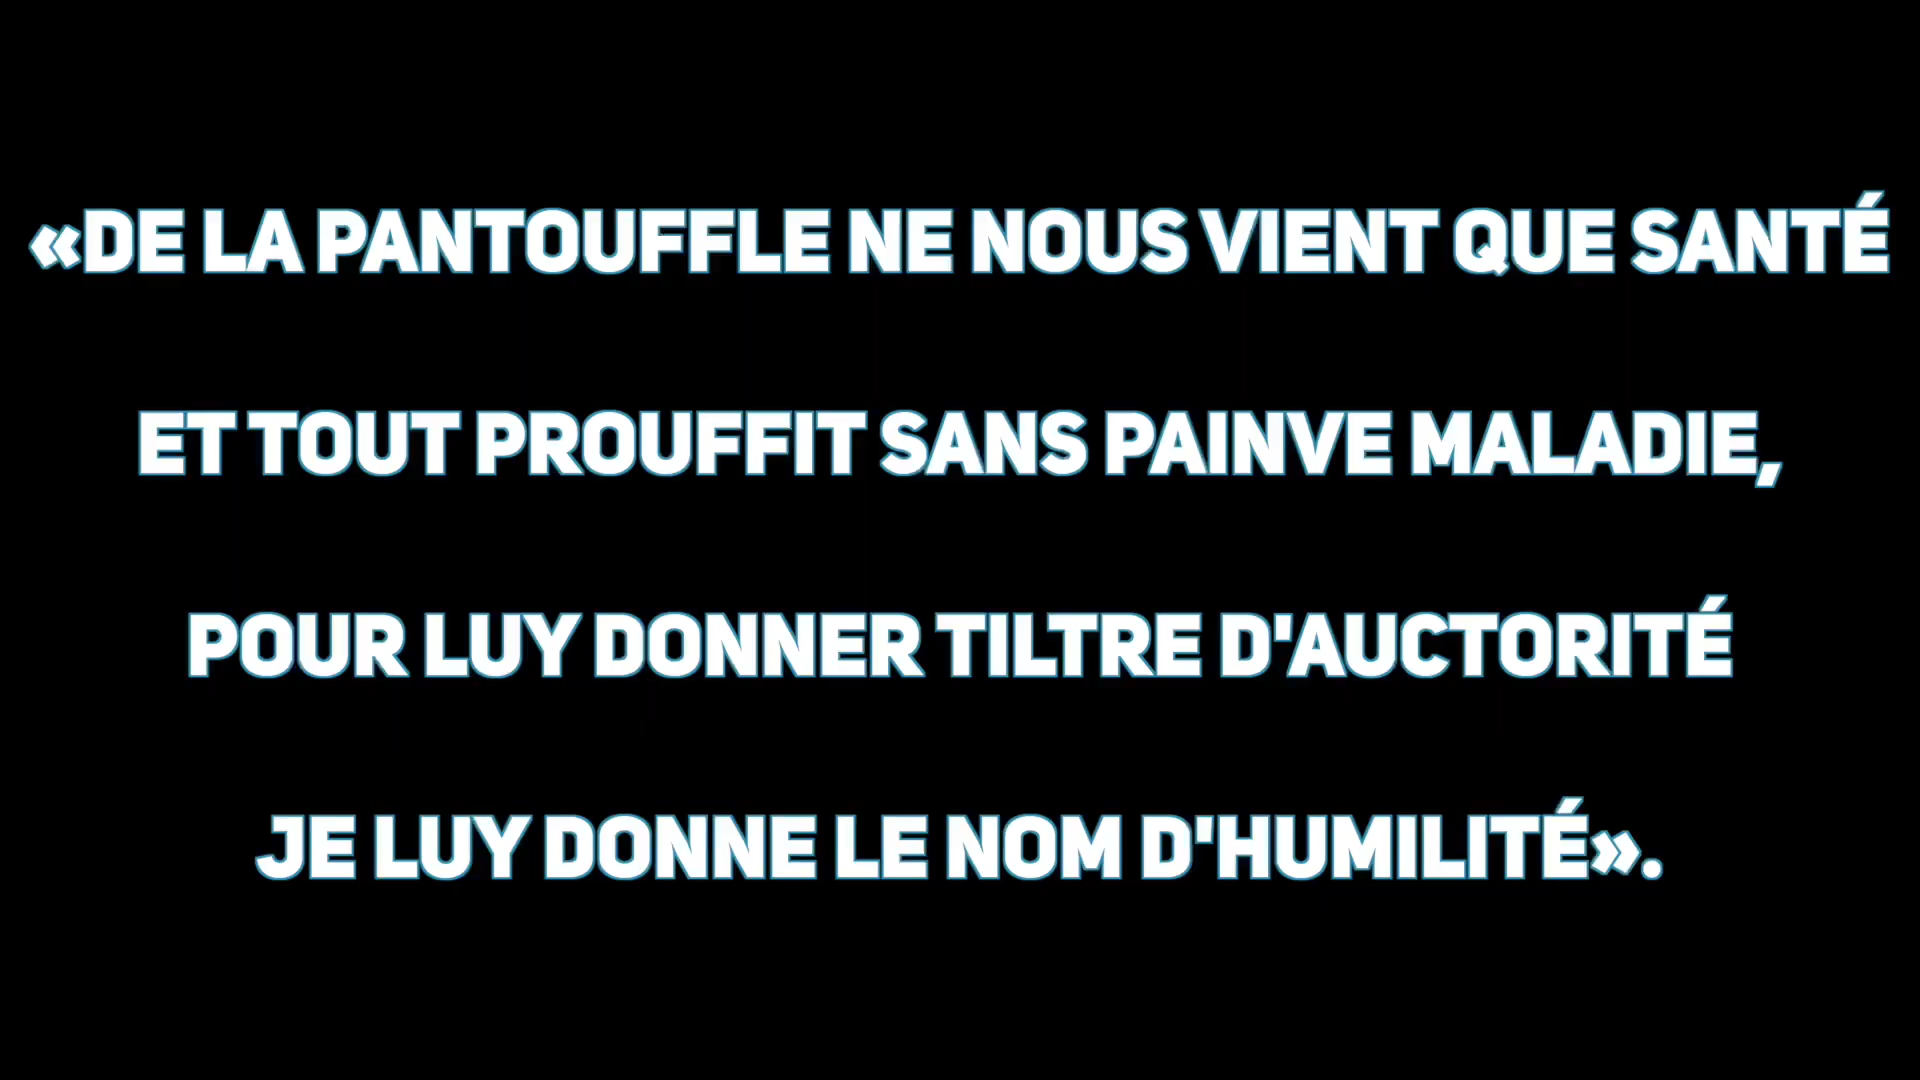 «DE LA PANTOUFFLE NE NOUS VIENT QUE SANTÉ
ET TOUT PROUFFIT SANS PAINVE MALADIE,
POUR LUY DONNER TILTRE D'AUCTORITÉ
JE LUY DONNE LE NOM D'HUMILITÉ».